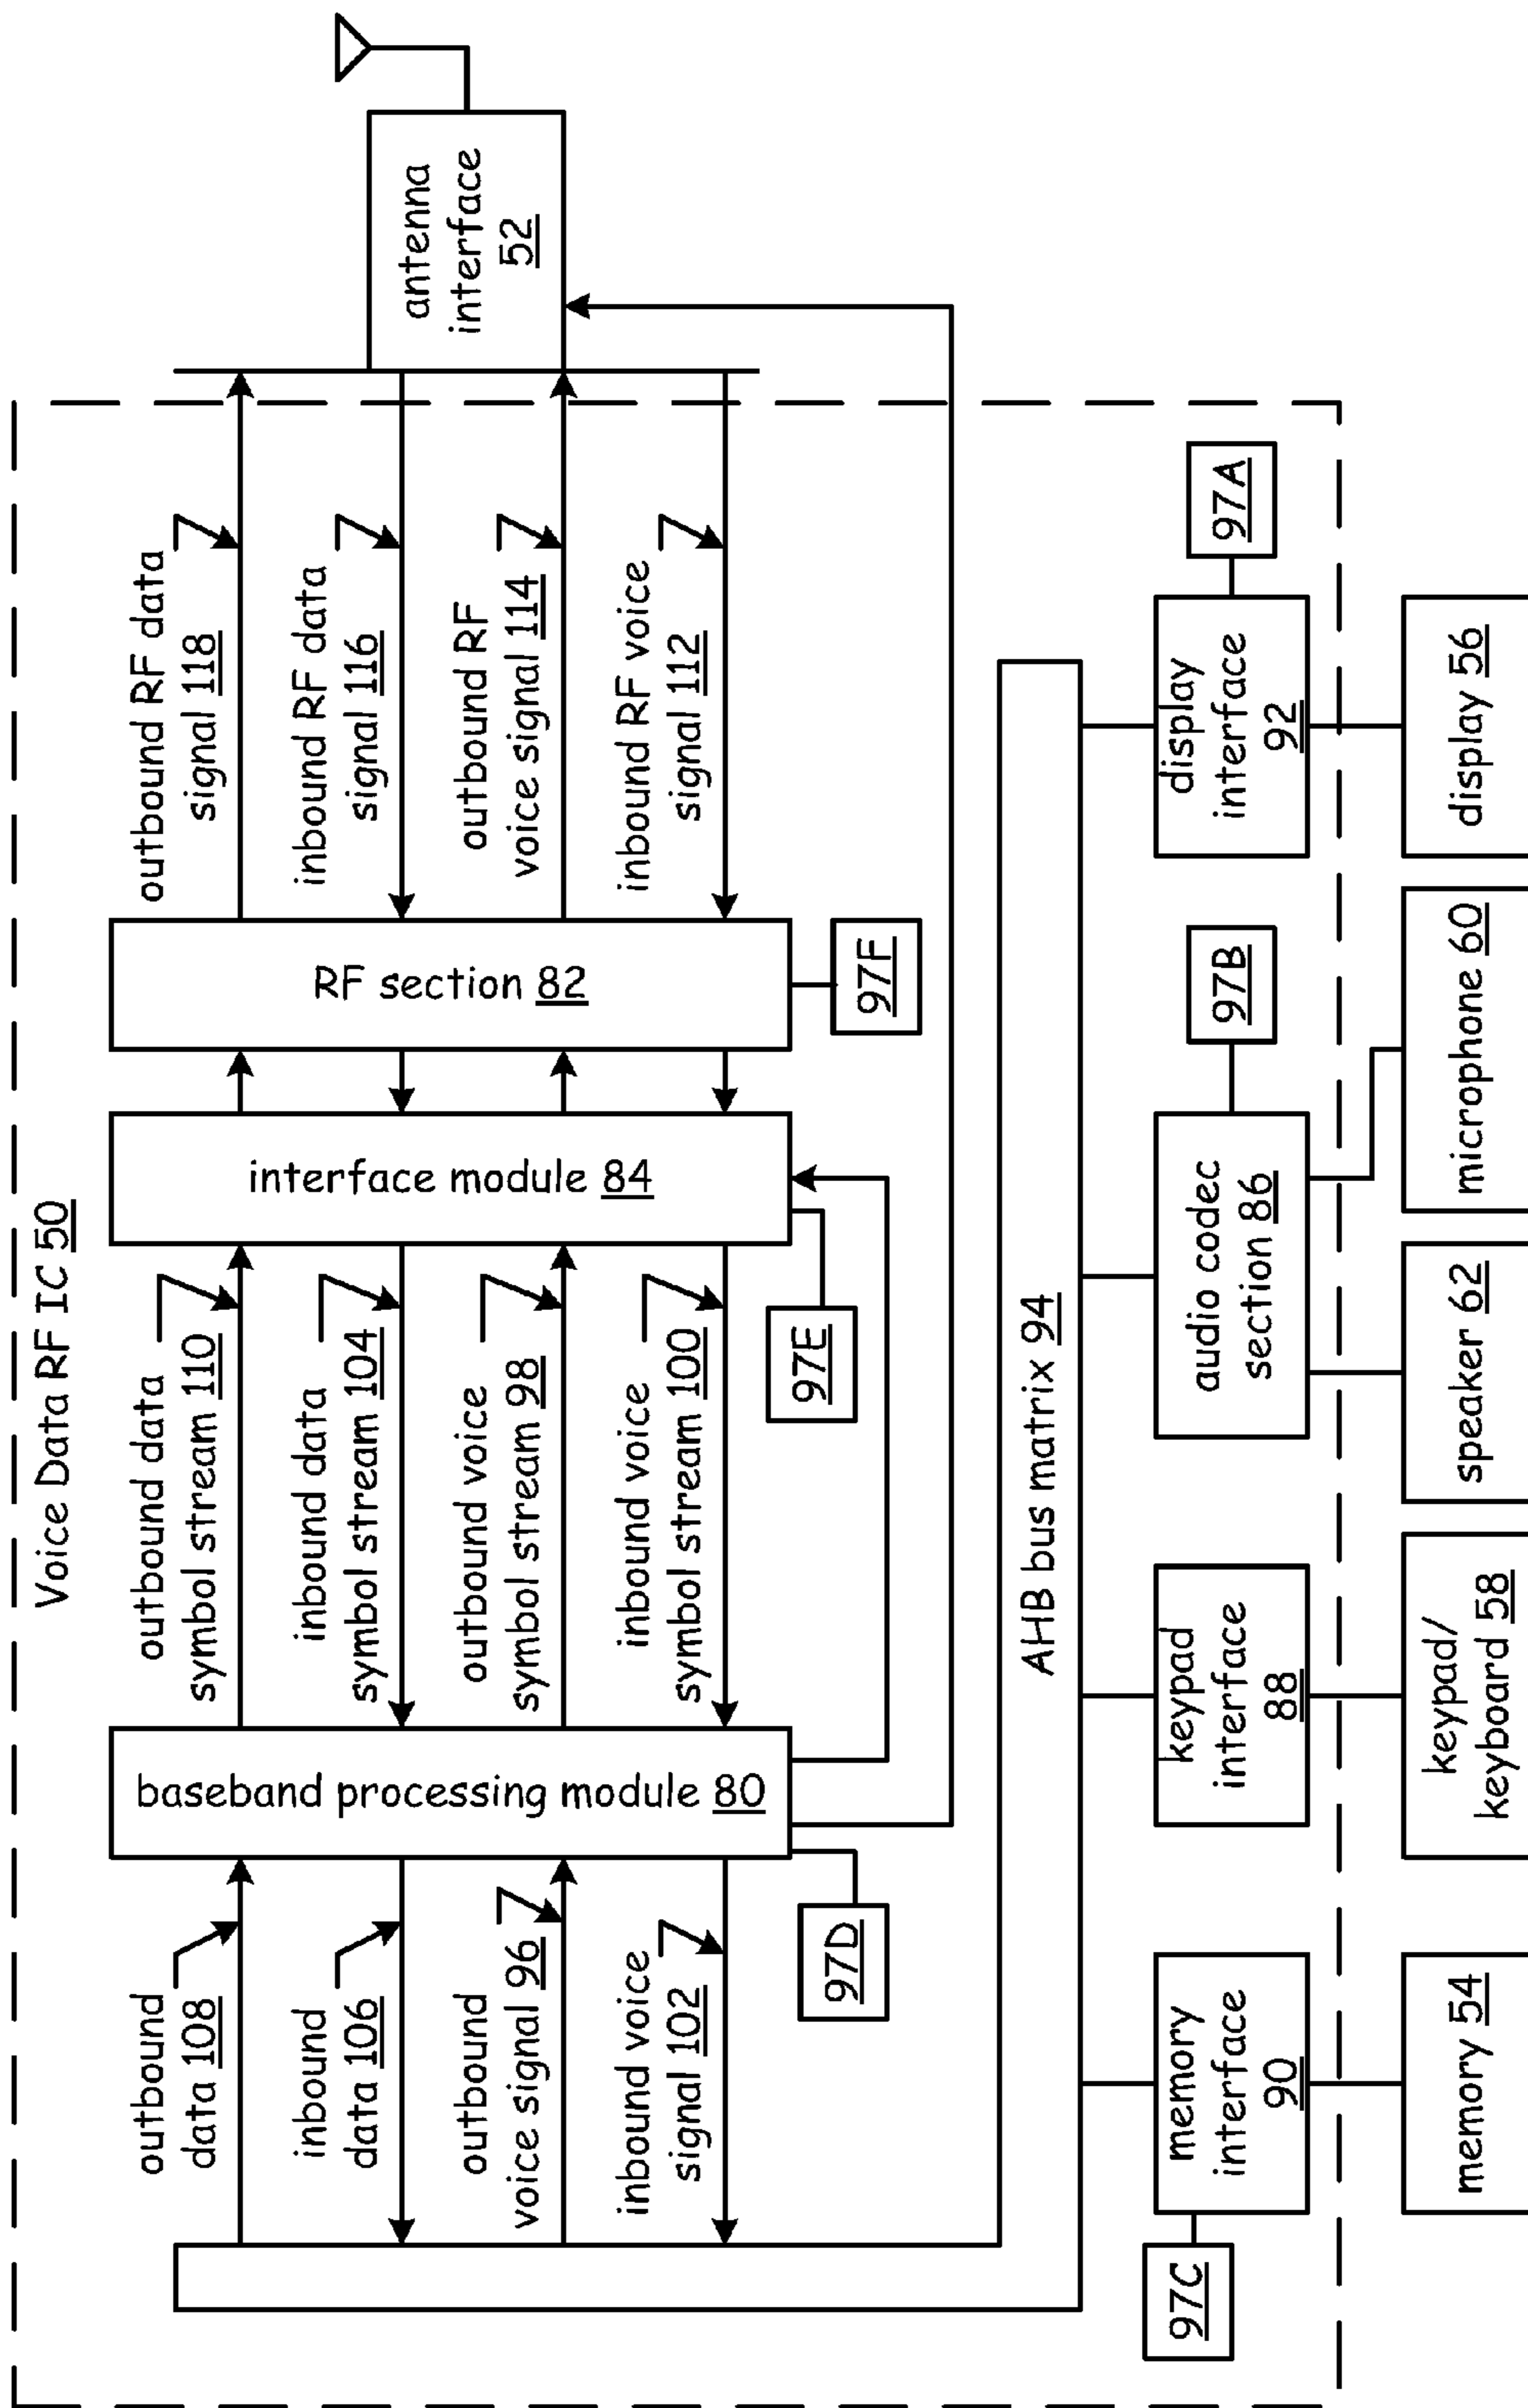 Voice Data RF IC 50
outbound
data 108
outbound data
symbol stream 110
outbound RF data
signal 118
inbound
data 106
inbound data
symbol stream 104
inbound RF data
signal 116
outbound
voice signal 96
outbound voice
symbol stream 98
outbound RF
voice signal 114
inbound voice
signal 102
inbound voice
symbol stream 100
inbound RF voice
signal 112
baseband processing module 80
interface module 84
RF section 82
antenna
interface
52
97D
97E
97F
AHB bus matrix 94
97C
memory
interface
90
keypad
interface
88
audio codec
section 86
97B
display
interface
92
97A
memory 54
keypad/
keyboard 58
speaker 62
microphone 60
display 56